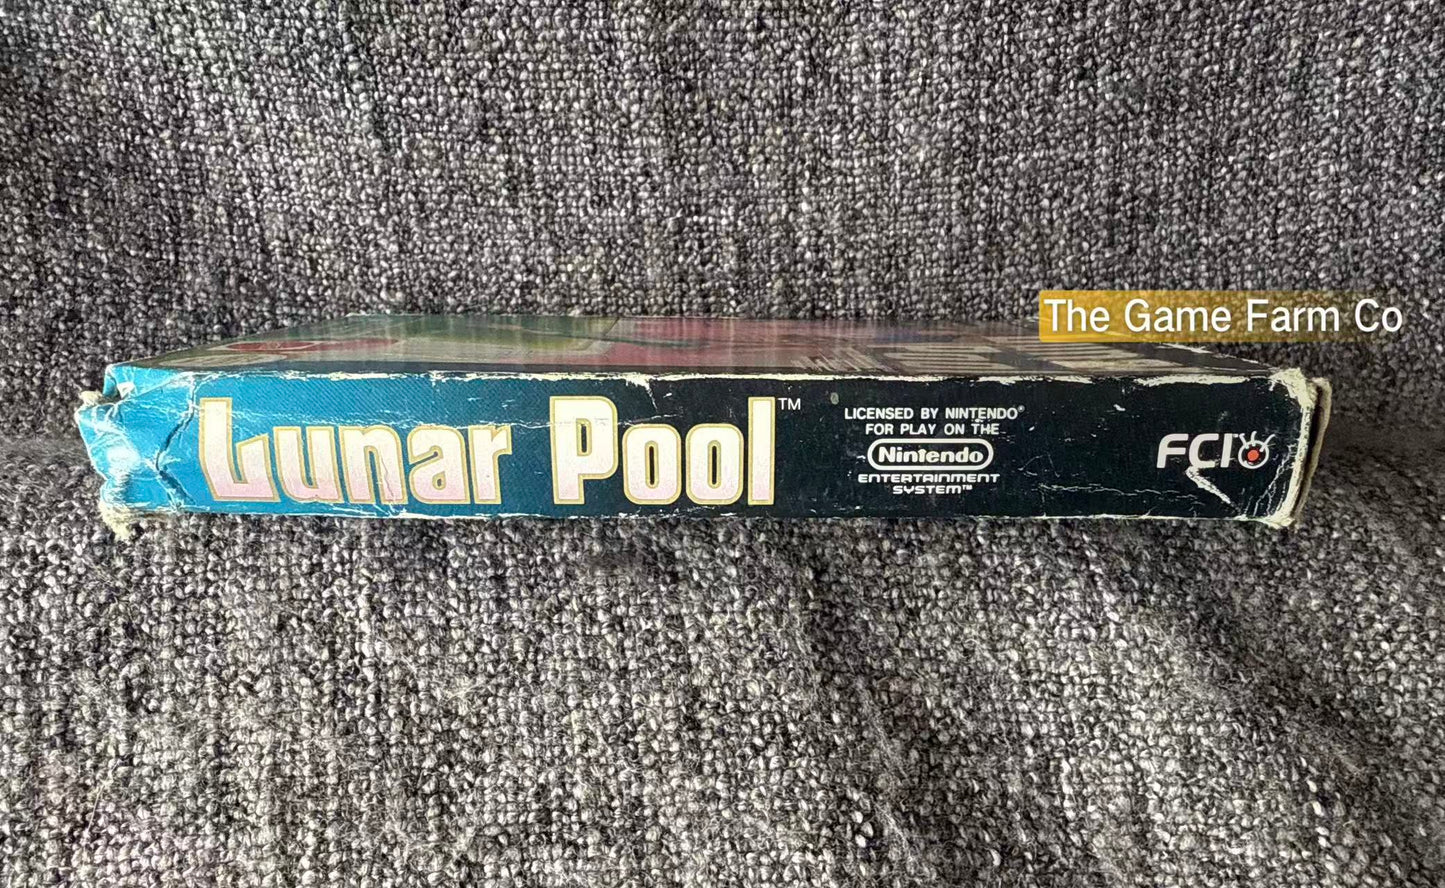 The Game Farm Co
Lunar Pool™
LICENSED BY NINTENDO®
FOR PLAY ON THE
Nintendo
ENTERTAINMENT
SYSTEM™
FCI